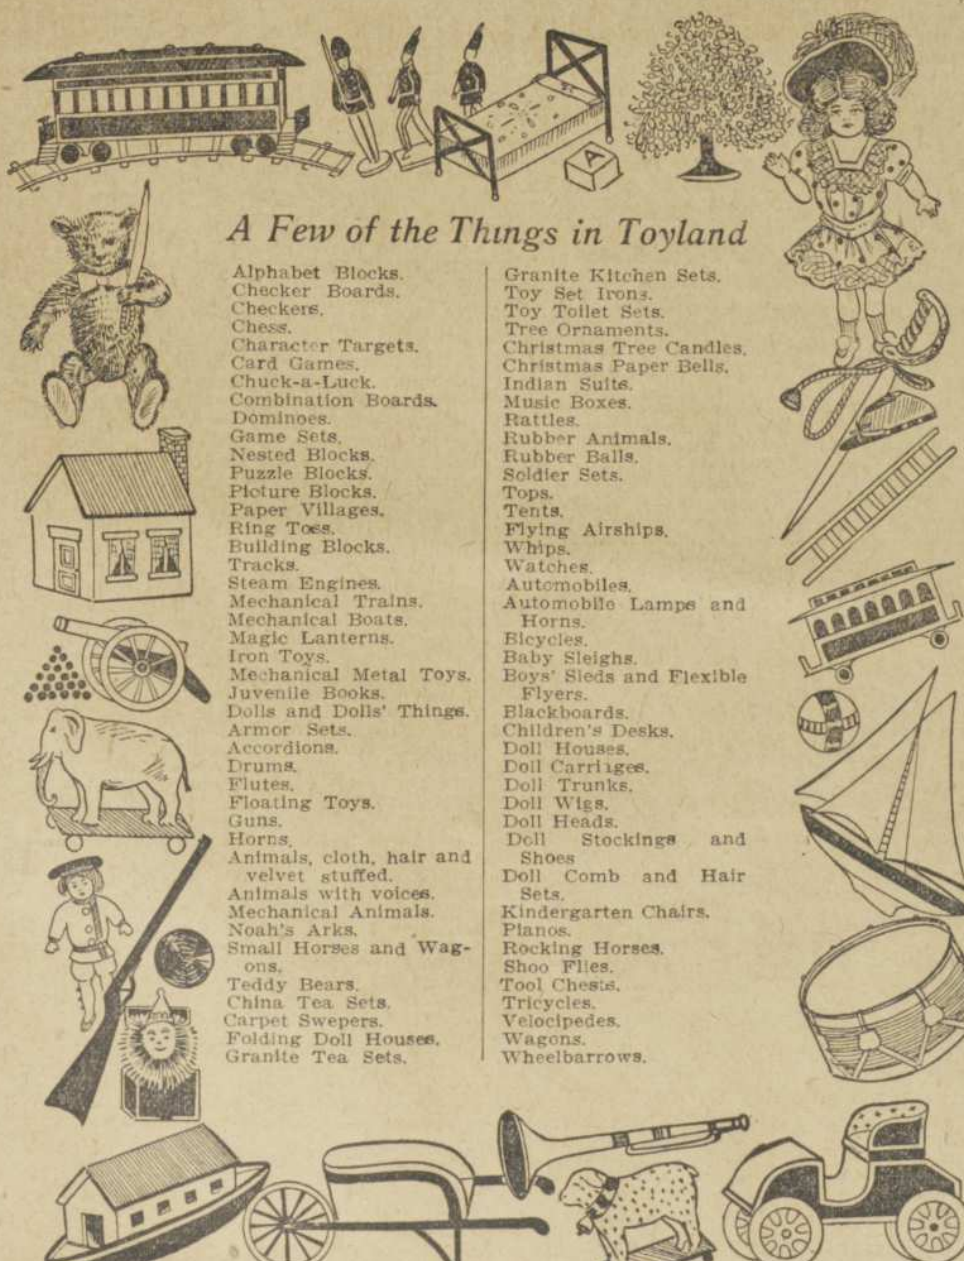 A Few of the Things in Toyland
Alphabet Blocks.
Checker Boards.
Checkers.
Chess.
Character Targets.
Card Games.
Chuck-a-Luck.
Combination Boards.
Dominoes.
Game Sets.
Nested Blocks.
Puzzle Blocks.
Picture Blocks.
Paper Villages.
Ring Toss.
Building Blocks.
Tracks.
Steam Engines.
Mechanical Trains.
Mechanical Boats.
Magic Lanterns.
Iron Toys.
Mechanical Metal Toys.
Juvenile Books.
Dolls and Dolls' Things.
Armor Sets.
Accordions.
Drums.
Flutes.
Floating Toys.
Guns.
Horns.
Animals, cloth, hair and
velvet stuffed.
Animals with voices.
Mechanical Animals.
Noah's Arks.
Small Horses and Wag-
ons.
Teddy Bears.
China Tea Sets.
Carpet Swepers.
Folding Doll Houses.
Granite Tea Sets.
Granite Kitchen Sets.
Toy Set Irons.
Toy Toilet Sets.
Tree Ornaments.
Christmas Tree Candles.
Christmas Paper Bells.
Indian Suits.
Music Boxes.
Rattles.
Rubber Animals.
Rubber Balls.
Soldier Sets.
Tops.
Tents.
Flying Airships.
Whips.
Watches.
Automobiles.
Automobile Lamps and
Horns.
Bicycles.
Baby Sleighs.
Boys' Sleds and Flexible
Flyers.
Blackboards.
Children's Desks.
Doll Houses.
Doll Carriages.
Doll Trunks.
Doll Wigs.
Doll Heads.
Doll Stockings and
Shoes
Doll Comb and Hair
Sets.
Kindergarten Chairs.
Pianos.
Rocking Horses.
Shoo Flies.
Tool Chests.
Tricycles.
Velocipedes.
Wagons.
Wheelbarrows.
A